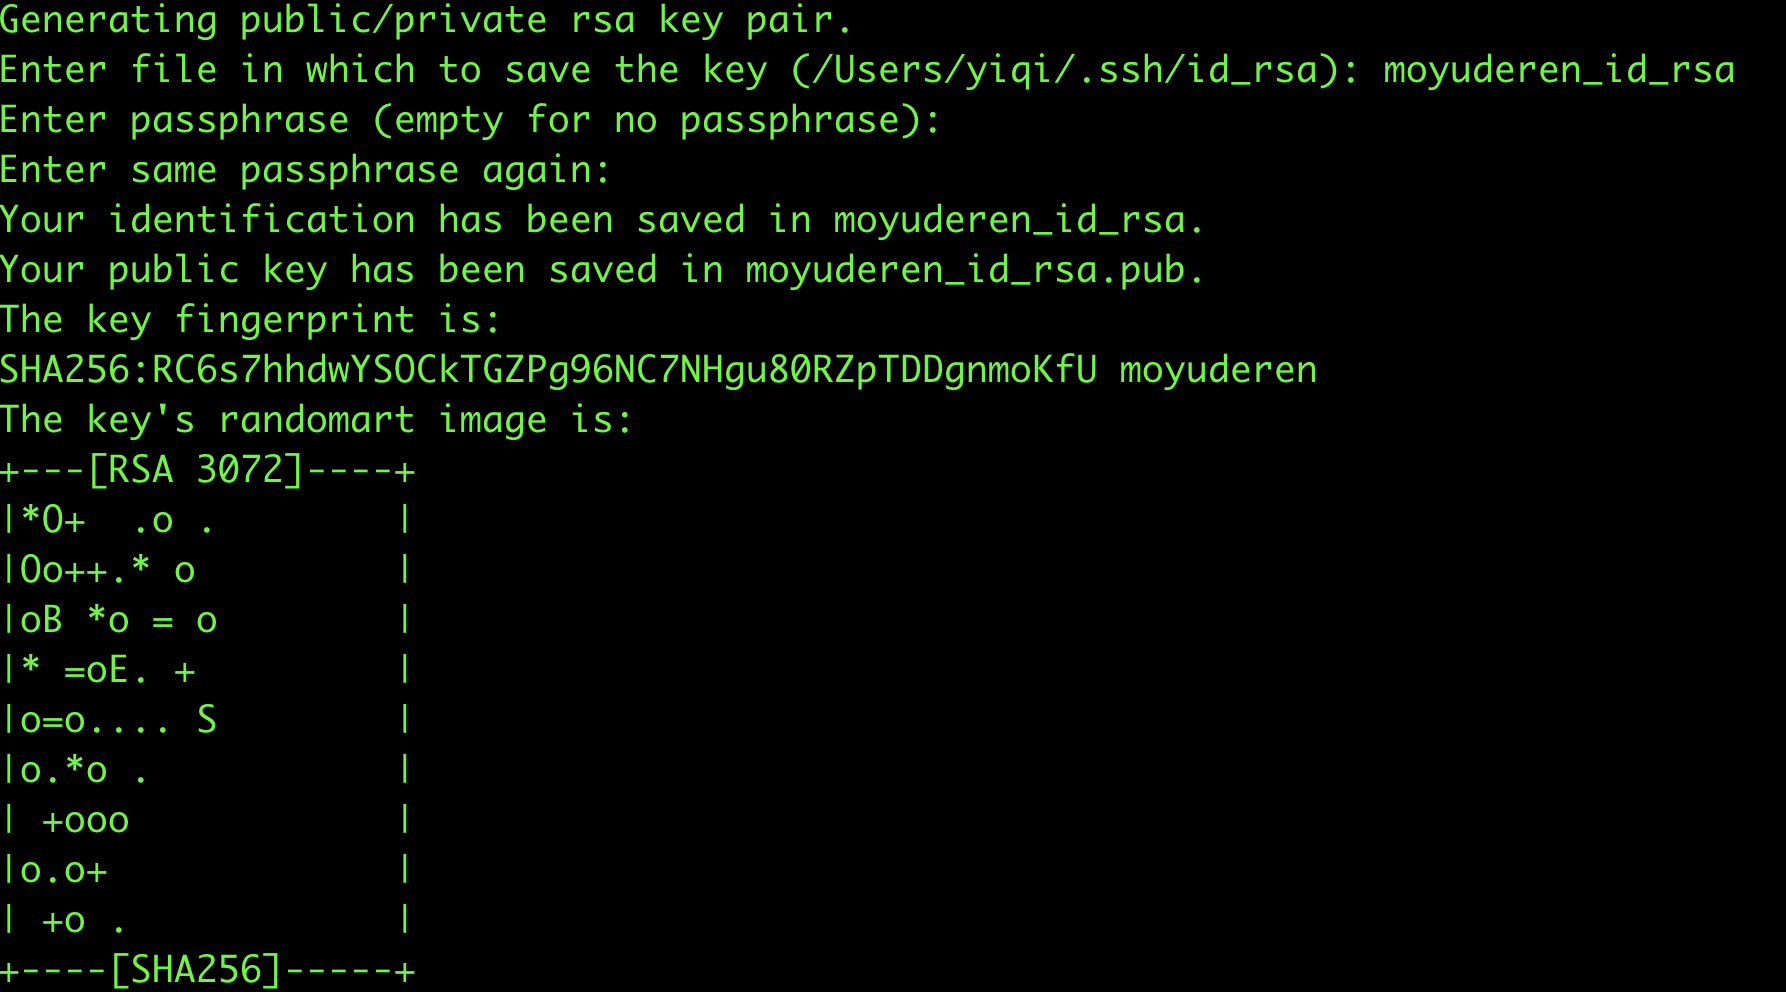 Generating public/private rsa key pair.
Enter file in which to save the key (/Users/yiqi/.ssh/id_rsa): moyuderen_id_rsa
Enter passphrase (empty for no passphrase):
Enter same passphrase again:
Your identification has been saved in moyuderen_id_rsa.
Your public key has been saved in moyuderen_id_rsa.pub.
The key fingerprint is:
SHA256:RC6s7hhdwYSOCkTGZPg96NC7NHgu80RZpTDDgnmoKfU moyuderen
The key's randomart image is:
+---[RSA 3072]----+
|*O+  .o .        |
|Oo++.* o         |
|oB *o = o        |
|* =oE. +         |
|o=o.... S        |
|o.*o .           |
| +ooo            |
|o.o+             |
| +o .            |
+----[SHA256]-----+